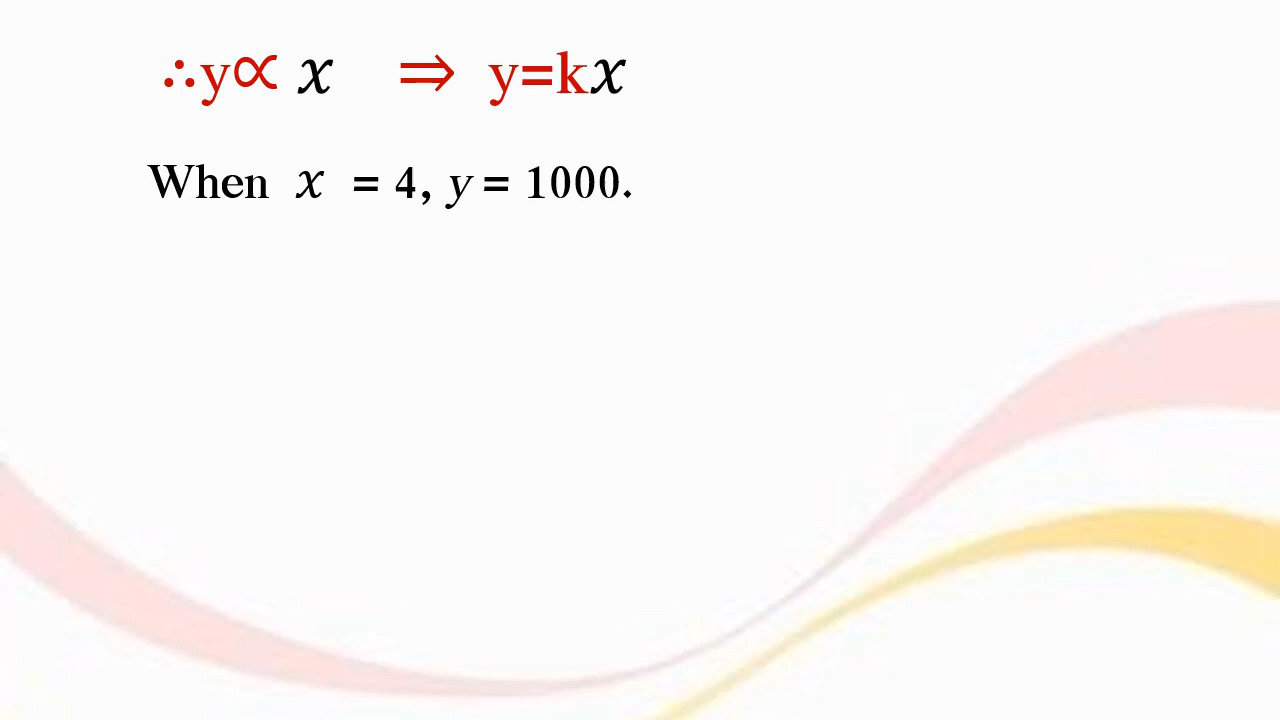 ∴y∝ x ⇒ y=kx
When x = 4, y = 1000.